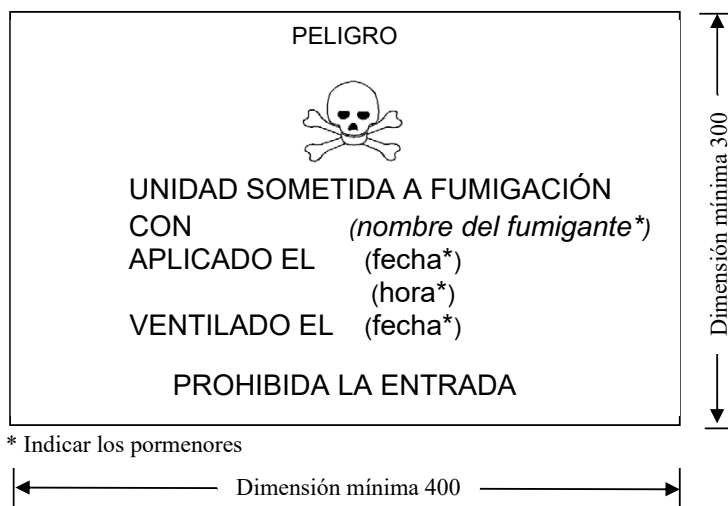 PELIGRO
UNIDAD SOMETIDA A FUMIGACIÓN
CON (nombre del fumigante*)
APLICADO EL (fecha*)
(hora*)
VENTILADO EL (fecha*)
PROHIBIDA LA ENTRADA
Dimensión mínima 300
* Indicar los pormenores
Dimensión mínima 400